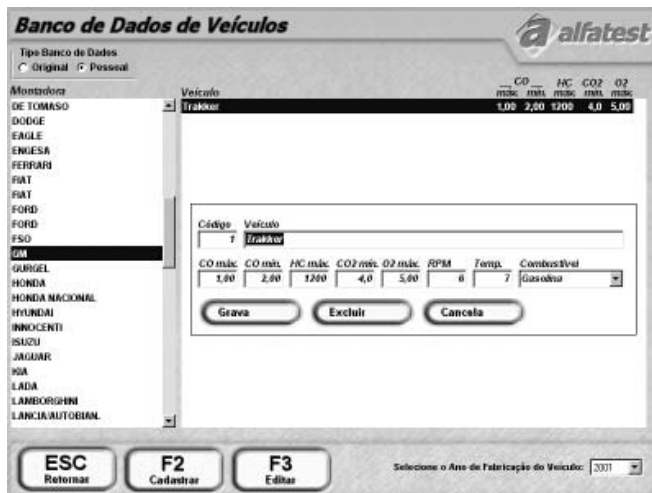 Banco de Dados de Veículos
alfatest
Tipo Banco de Dados
Original Pessoal
Montadora
Veículo
CO HC CO2 O2
máx. mín. máx. mín. máx.
DE TOMASO
DODGE
EAGLE
ENGESA
FERRARI
FIAT
FIAT
FORD
FORD
FSO
GM
GURGEL
HONDA
HONDA NACIONAL
HYUNDAI
INNOCENTI
ISUZU
JAGUAR
KIA
LADA
LAMBORGHINI
LANCIA/AUTOBIAN.
Trakker 1,00 2,00 1200 4,0 5,00
Código Veículo
1 Trakker
CO máx. CO mín. HC máx. CO2 mín. O2 máx. RPM Temp. Combustível
1,00 2,00 1200 4,0 5,00 6 7 Gasolina
Grava Excluir Cancela
ESC
Retornar
F2
Cadastrar
F3
Editar
Selecione o Ano de Fabricação do Veículo: 2001